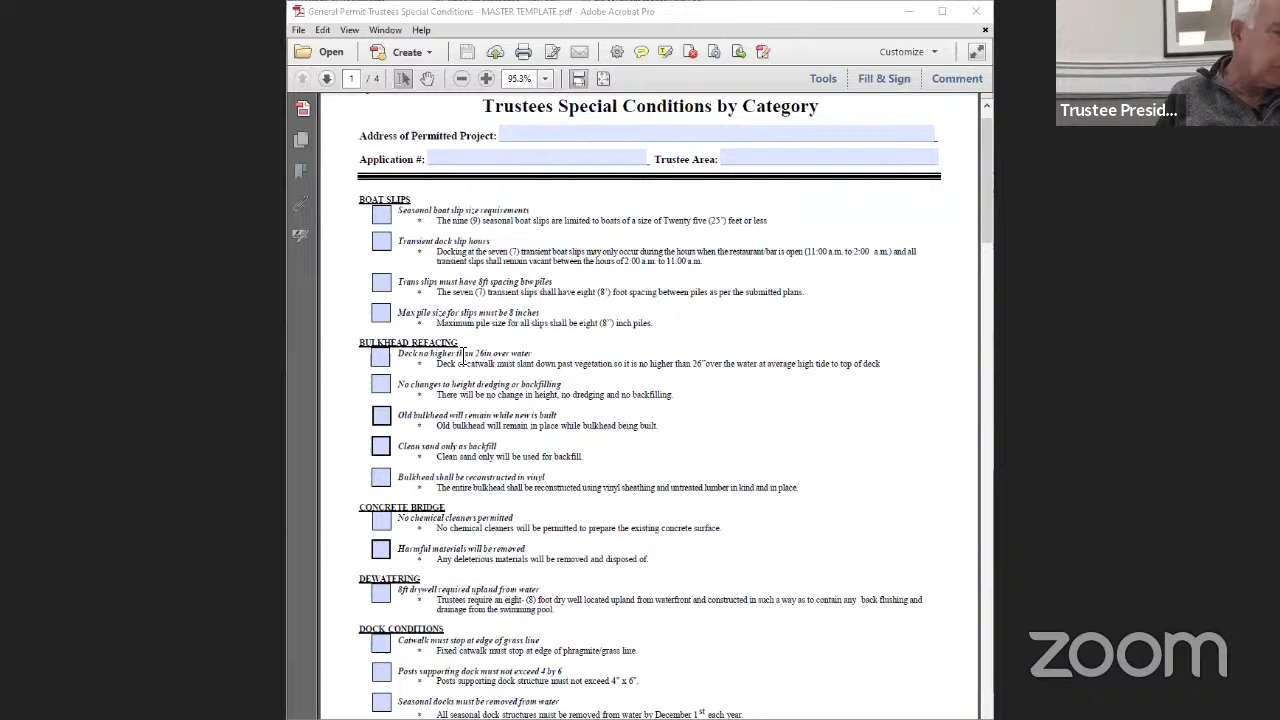 General Permit Trustees Special Conditions - MASTER TEMPLATE.pdf - Adobe Acrobat Pro
File Edit View Window Help
Open Create Customize
1 / 4 95.3% Tools Fill & Sign Comment
Trustee Presid...
Trustees Special Conditions by Category
Address of Permitted Project:
Application #: Trustee Area:
BOAT SLIPS
Seasonal boat slip size requirements
* The nine (9) seasonal boat slips are limited to boats of a size of Twenty five (25') feet or less.
Transient dock slip hours
* Docking at the seven (7) transient boat slips may only occur during the hours when the restaurant/bar is open (11:00 a.m. to 2:00 a.m.) and all
transient slips shall remain vacant between the hours of 2:00 a.m. to 11:00 a.m.
Trans slips must have 8ft spacing btw piles
* The seven (7) transient slips shall have eight (8') foot spacing between piles as per the submitted plans.
Max pile size for slips must be 8 inches
* Maximum pile size for all slips shall be eight (8") inch piles.
BULKHEAD REFACING
Deck no higher than 26in over water
* Deck catwalk must slant down past vegetation so it is no higher than 26"over the water at average high tide to top of deck
No changes to height dredging or backfilling
* There will be no change in height, no dredging and no backfilling.
Old bulkhead will remain while new is built
* Old bulkhead will remain in place while bulkhead being built.
Clean sand only as backfill
* Clean sand only will be used for backfill.
Bulkhead shall be reconstructed in vinyl
* The entire bulkhead shall be reconstructed using vinyl sheathing and untreated lumber in kind and in place.
CONCRETE BRIDGE
No chemical cleaners permitted
* No chemical cleaners will be permitted to prepare the existing concrete surface.
Harmful materials will be removed
* Any deleterious materials will be removed and disposed of.
DEWATERING
8ft drywell required upland from water
* Trustees require an eight- (8) foot dry well located upland from waterfront and constructed in such a way as to contain any back flushing and
drainage from the swimming pool.
DOCK CONDITIONS
Catwalk must stop at edge of grass line
* Fixed catwalk must stop at edge of phragmite/grass line.
Posts supporting dock must not exceed 4 by 6
* Posts supporting dock structure must not exceed 4" x 6".
Seasonal docks must be removed from water
* All seasonal dock structures must be removed from water by December 1st each year.
zoom